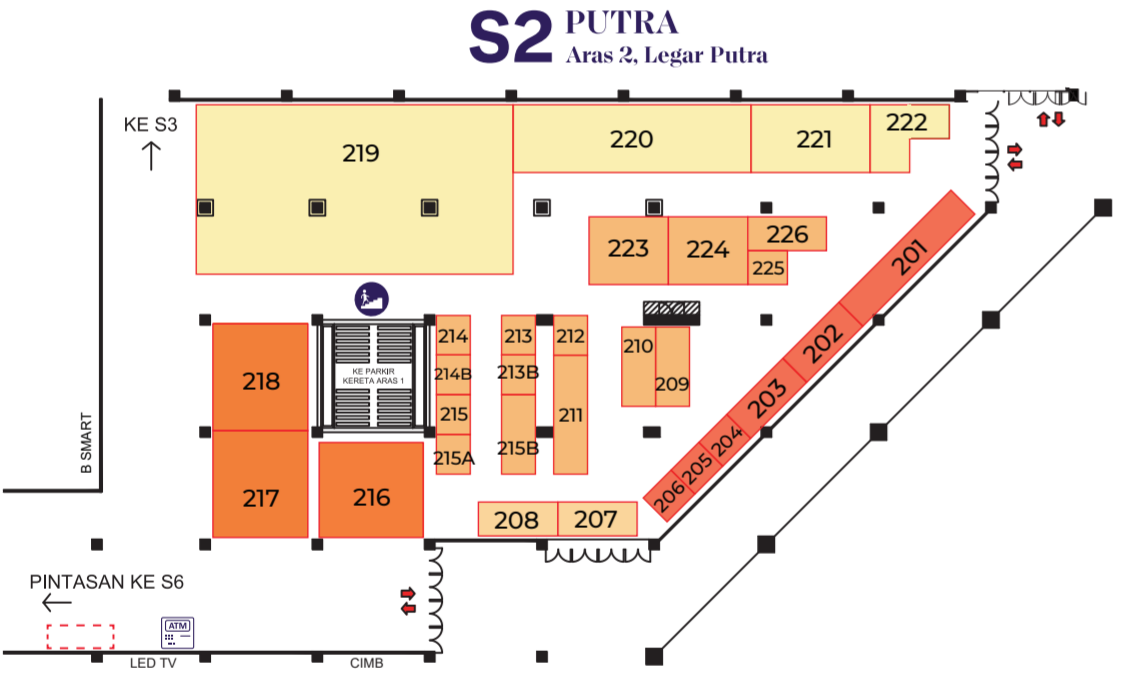 S2 PUTRA
Aras 2, Legar Putra
KE S3
219
220
221
222
223
224
226
225
201
202
203
204
205
206
214
213
212
210
209
214B
213B
218
KE PARKIR
KERETA ARAS 1
215
211
215A
215B
B SMART
217
216
208
207
PINTASAN KE S6
ATM
LED TV
CIMB